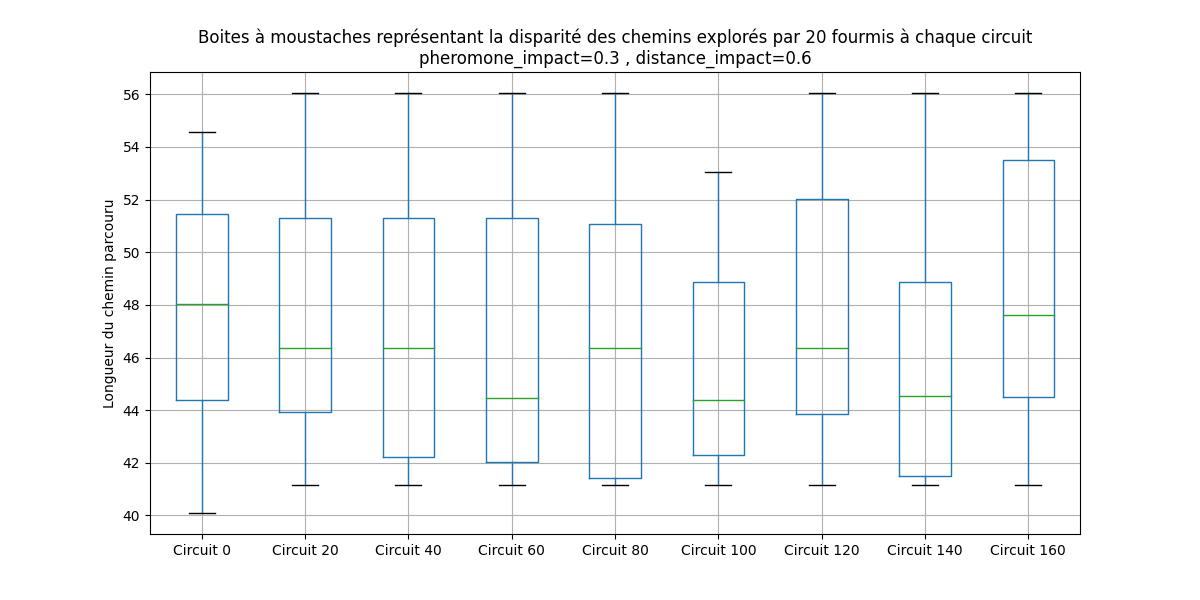 Boites à moustaches représentant la disparité des chemins explorés par 20 fourmis à chaque circuit
pheromone_impact=0.3 , distance_impact=0.6
Longueur du chemin parcouru
56
54
52
50
48
46
44
42
40
Circuit 0 Circuit 20 Circuit 40 Circuit 60 Circuit 80 Circuit 100 Circuit 120 Circuit 140 Circuit 160